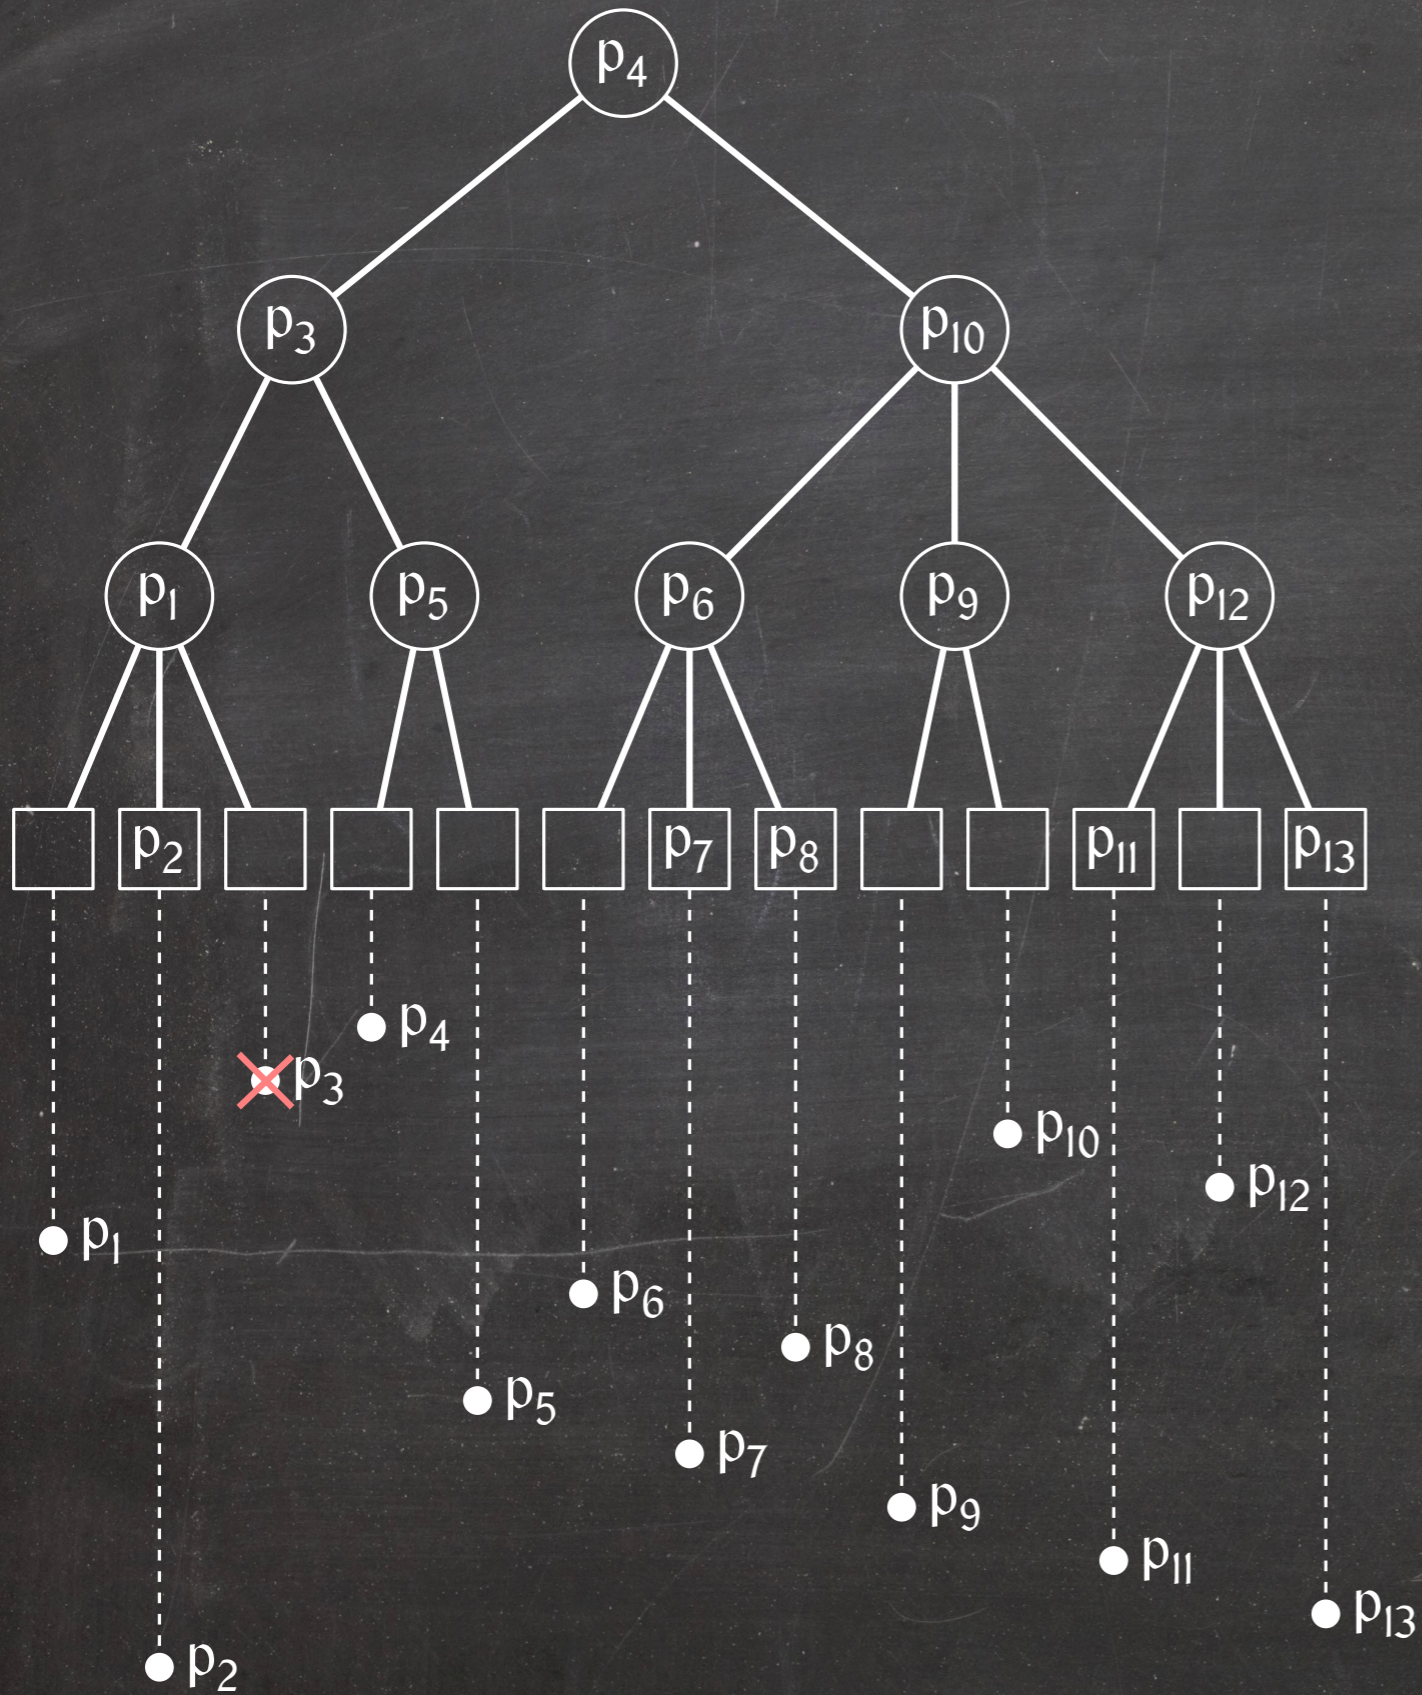 p₄
p₃ p₁₀
p₁ p₅ p₆ p₉ p₁₂
p₂ p₇ p₈ p₁₁ p₁₃
p₄
p₃
p₁₀
p₁₂
p₁
p₆
p₈
p₅
p₇
p₉
p₁₁
p₁₃
p₂